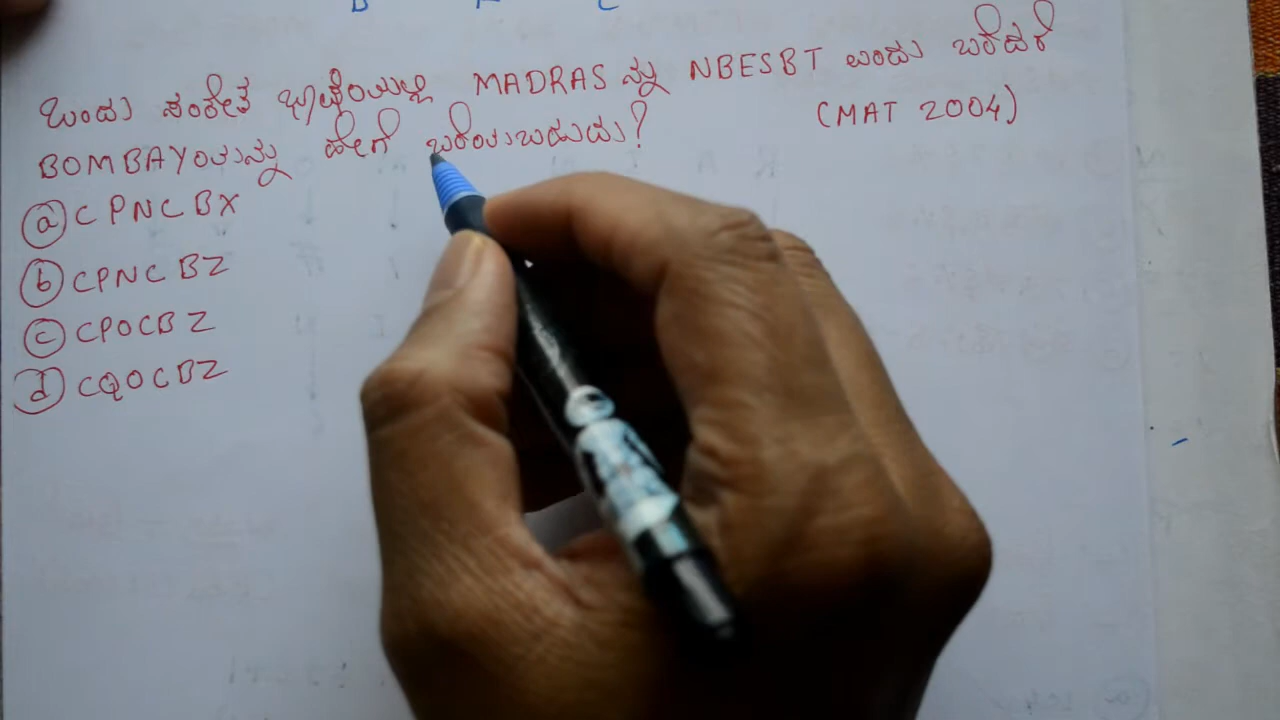 ಒಂದು ಸಂಕೇತ ಭಾಷೆಯಲ್ಲಿ MADRAS ನ್ನು NBESBT ಎಂದು ಬರೆದರೆ
BOMBAYಯನ್ನು ಹೇಗೆ ಬರೆಯಬಹುದು? (MAT 2004)
ⓐ CPNCBX
ⓑ CPNCBZ
ⓒ CPOCBZ
ⓓ CQOCBZ